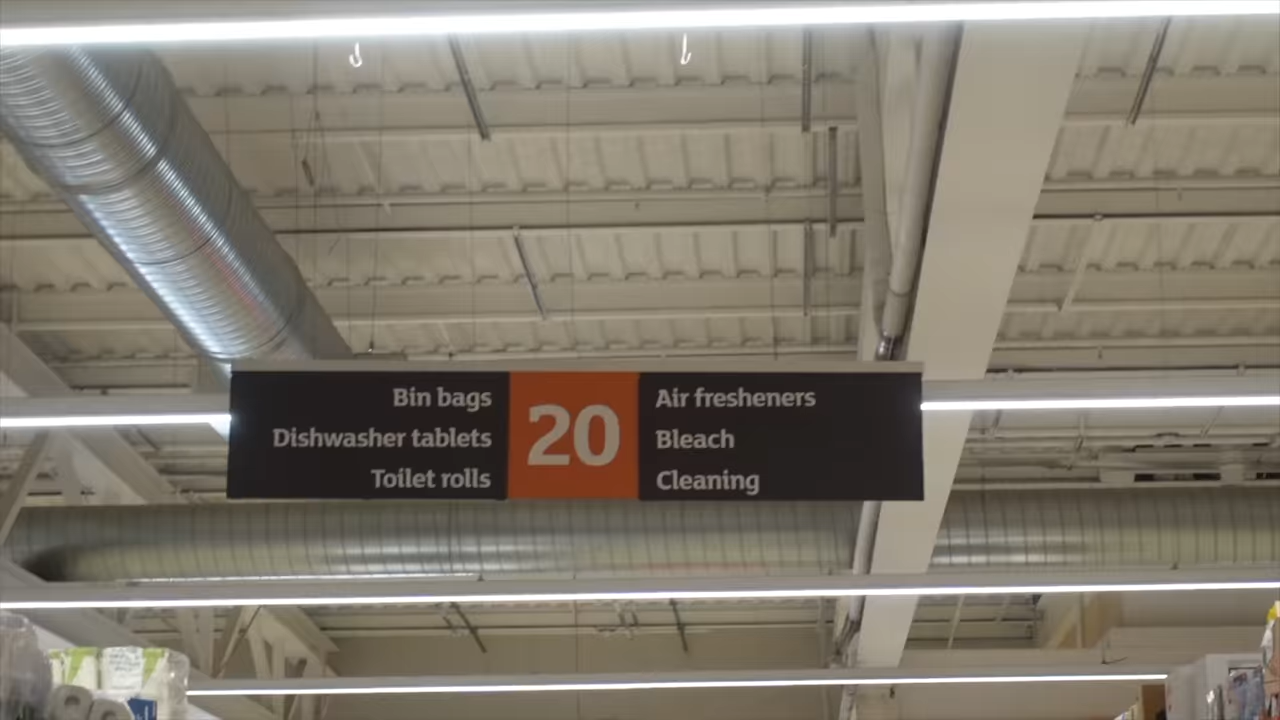 Bin bags
Dishwasher tablets
Toilet rolls
20
Air fresheners
Bleach
Cleaning